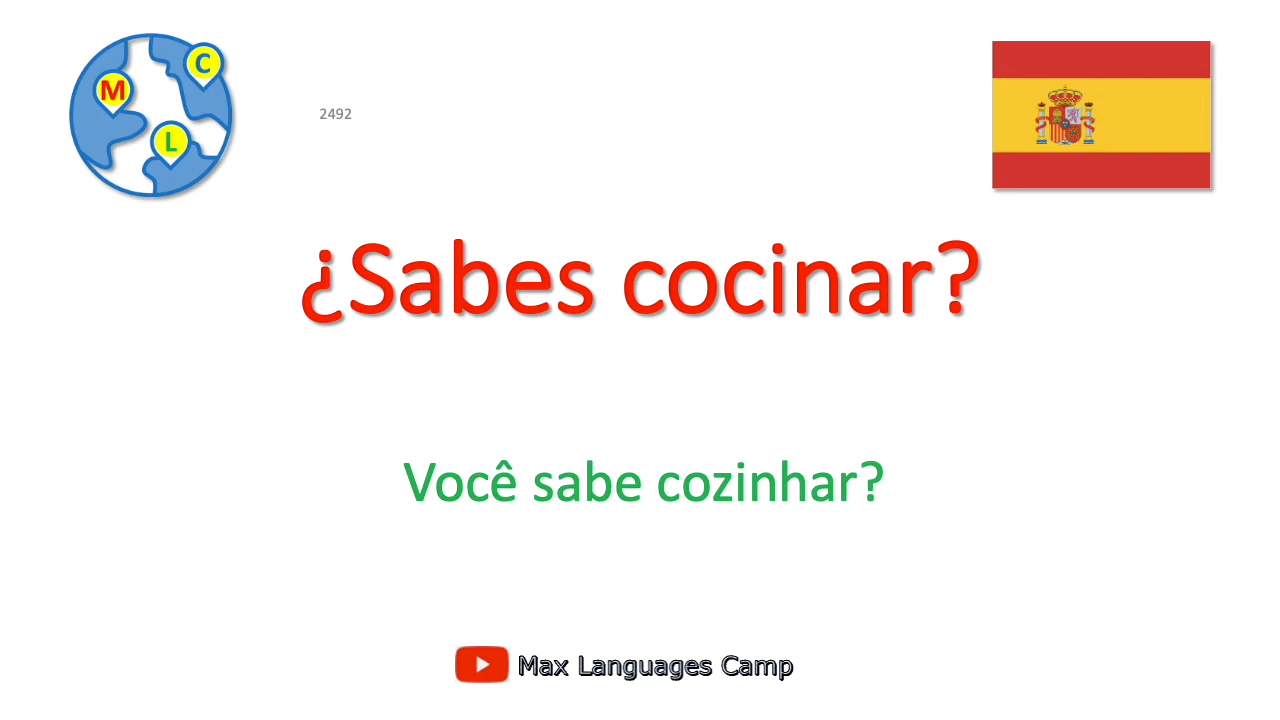 M
C
L
2492
¿Sabes cocinar?
Você sabe cozinhar?
Max Languages Camp